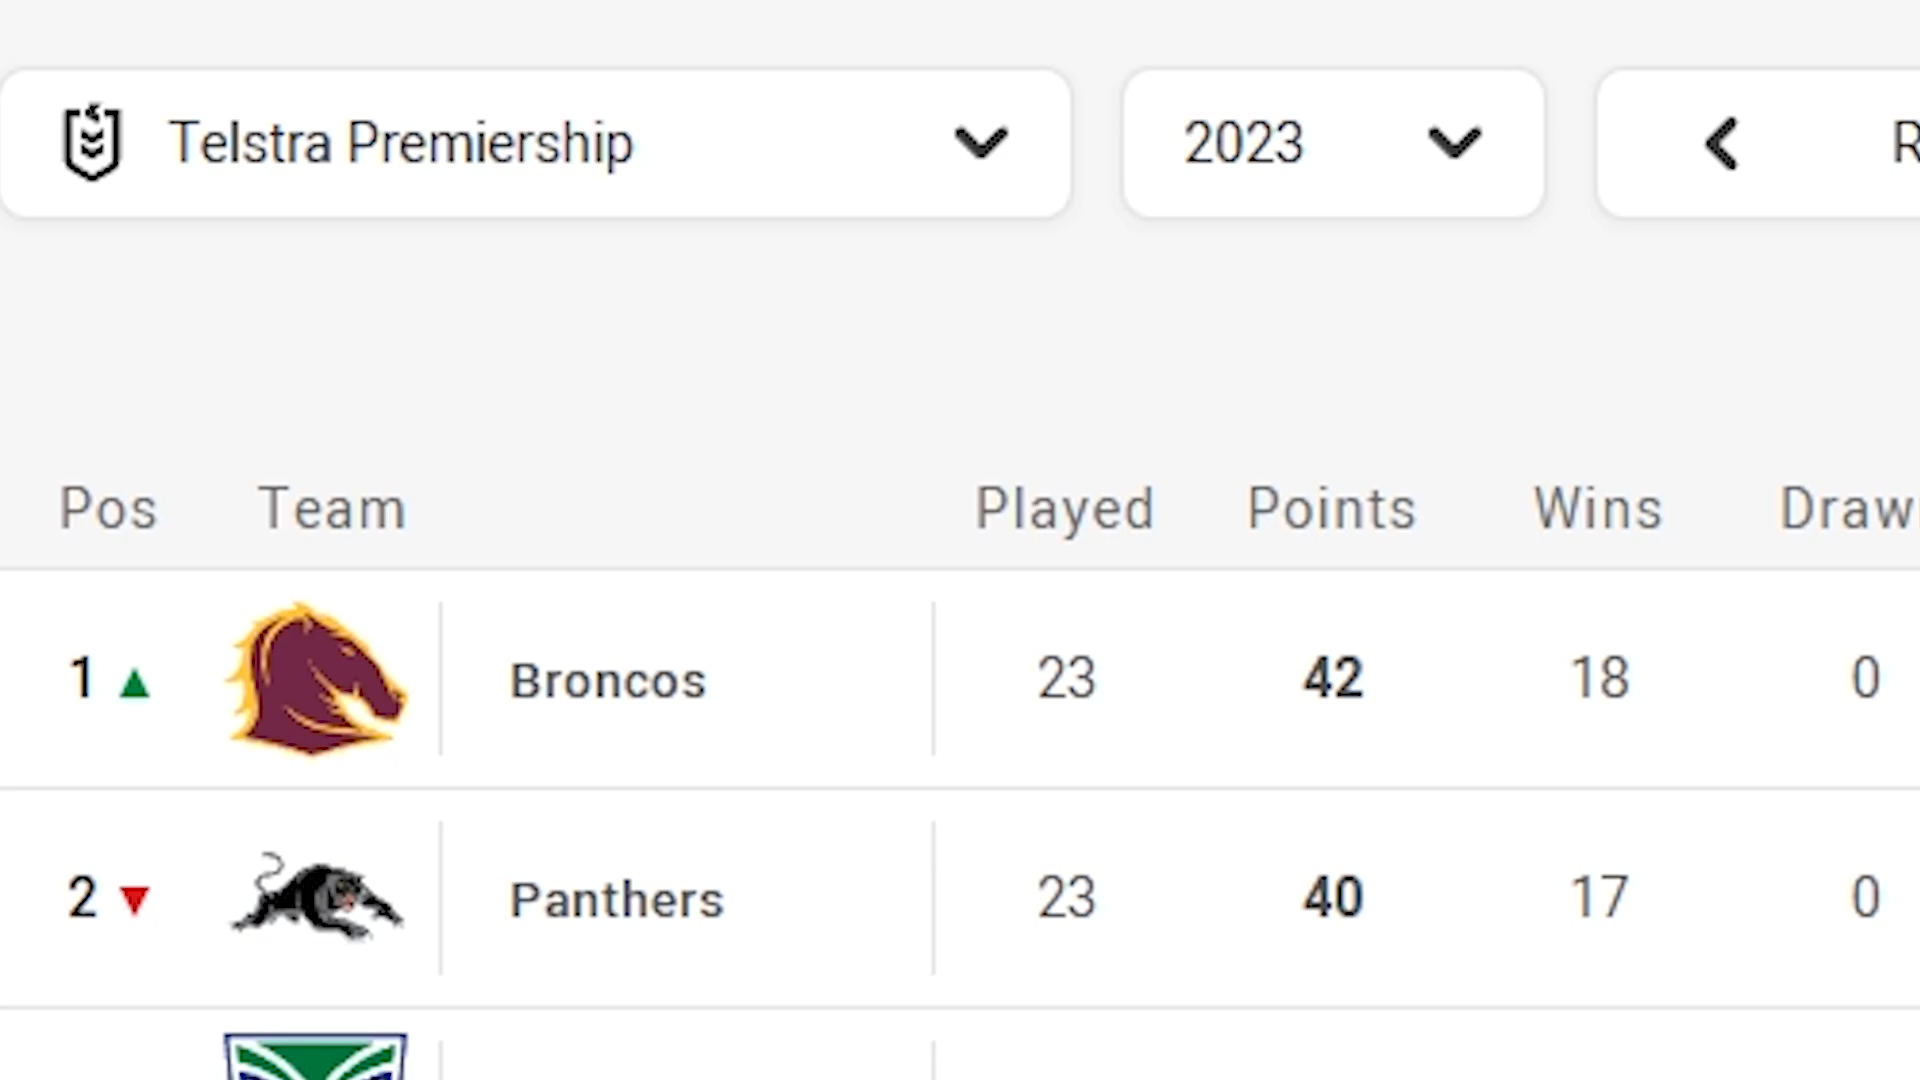 Telstra Premiership 2023 R
Pos Team Played Points Wins Draw
1 Broncos 23 42 18 0
2 Panthers 23 40 17 0